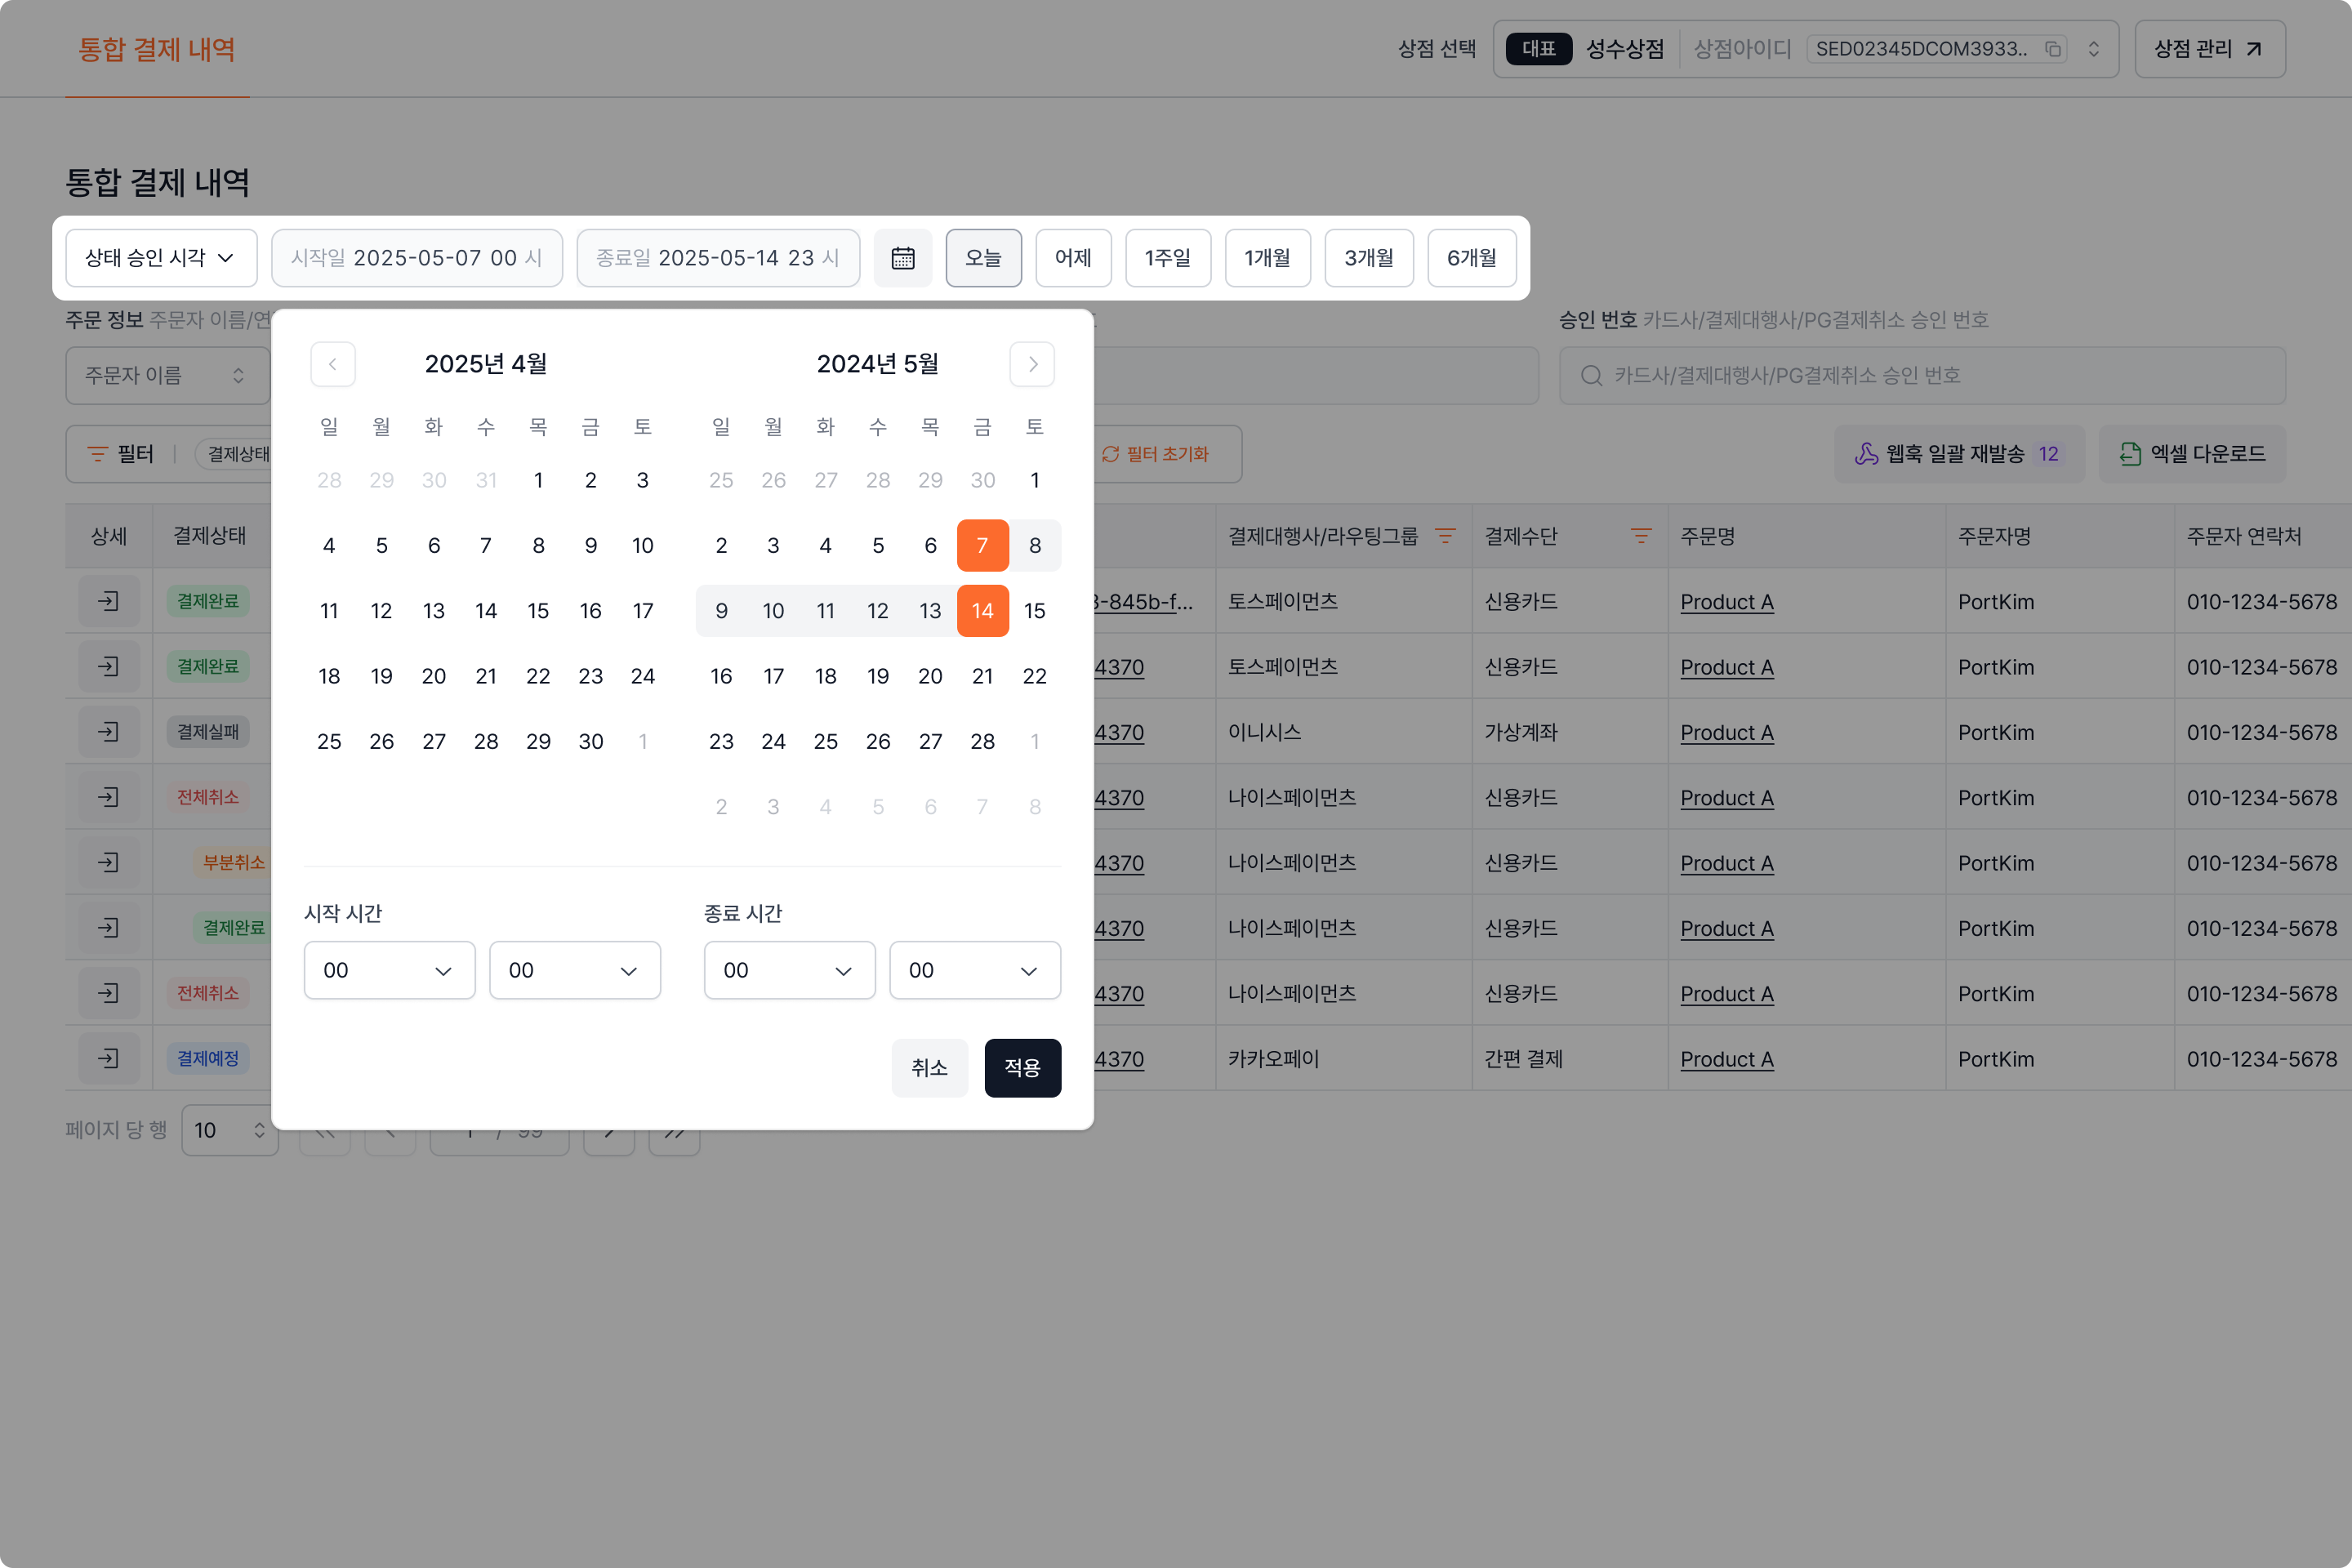 통합 결제 내역
상점 선택 대표 성수상점 상점아이디 SED02345DCOM3933.. 상점 관리
통합 결제 내역
상태 승인 시각 시작일 2025-05-07 00 시 종료일 2025-05-14 23 시 오늘 어제 1주일 1개월 3개월 6개월
주문 정보 주문자 이름/연
승인 번호 카드사/결제대행사/PG결제취소 승인 번호
주문자 이름
카드사/결제대행사/PG결제취소 승인 번호
필터 결제상태
필터 초기화
웹훅 일괄 재발송 12
엑셀 다운로드
2025년 4월 2024년 5월
일 월 화 수 목 금 토 일 월 화 수 목 금 토
28 29 30 31 1 2 3 25 26 27 28 29 30 1
4 5 6 7 8 9 10 2 3 4 5 6 7 8
11 12 13 14 15 16 17 9 10 11 12 13 14 15
18 19 20 21 22 23 24 16 17 18 19 20 21 22
25 26 27 28 29 30 1 23 24 25 26 27 28 1
2 3 4 5 6 7 8
시작 시간 종료 시간
00 00 00 00
취소 적용
상세 결제상태 결제대행사/라우팅그룹 결제수단 주문명 주문자명 주문자 연락처
결제완료 -845b-f... 토스페이먼츠 신용카드 Product A PortKim 010-1234-5678
결제완료 4370 토스페이먼츠 신용카드 Product A PortKim 010-1234-5678
결제실패 4370 이니시스 가상계좌 Product A PortKim 010-1234-5678
전체취소 4370 나이스페이먼츠 신용카드 Product A PortKim 010-1234-5678
부분취소 4370 나이스페이먼츠 신용카드 Product A PortKim 010-1234-5678
결제완료 4370 나이스페이먼츠 신용카드 Product A PortKim 010-1234-5678
전체취소 4370 나이스페이먼츠 신용카드 Product A PortKim 010-1234-5678
결제예정 4370 카카오페이 간편 결제 Product A PortKim 010-1234-5678
페이지 당 행 10 1 / 99